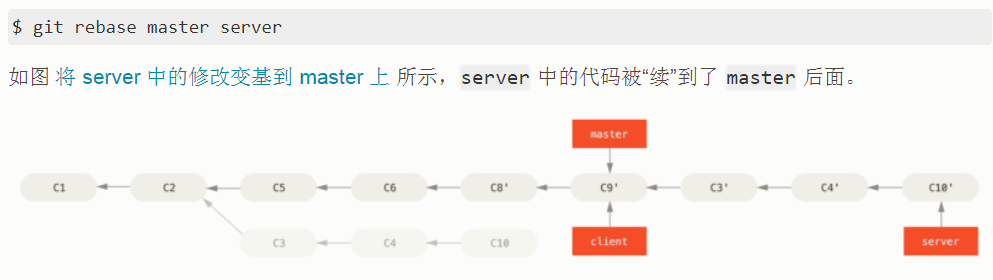 $ git rebase master server
如图 将 server 中的修改变基到 master 上 所示，server 中的代码被“续”到了 master 后面。
master
C1 C2 C5 C6 C8' C9' C3' C4' C10'
C3 C4 C10 client server